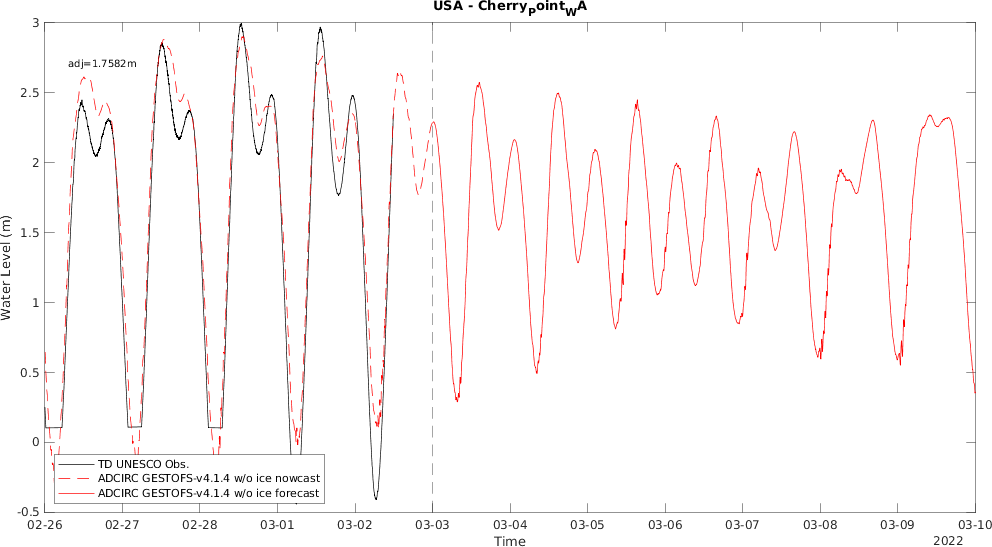 USA - Cherry_Point_WA
adj=1.7582m
3
2.5
2
1.5
1
0.5
0
-0.5
Water Level (m)
TD UNESCO Obs.
ADCIRC GESTOFS-v4.1.4 w/o ice nowcast
ADCIRC GESTOFS-v4.1.4 w/o ice forecast
02-26 02-27 02-28 03-01 03-02 03-03 03-04 03-05 03-06 03-07 03-08 03-09 03-10
Time
2022